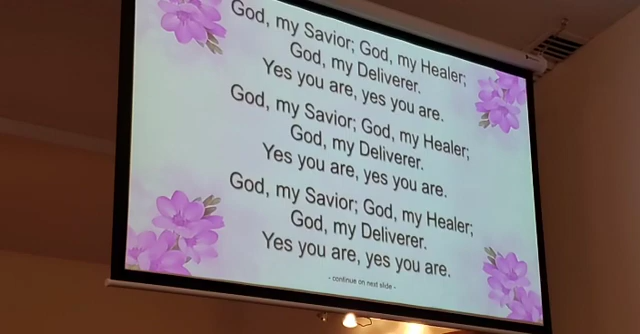 God, my Savior; God, my Healer;
God, my Deliverer.
Yes you are, yes you are.
God, my Savior; God, my Healer;
God, my Deliverer.
Yes you are, yes you are.
God, my Savior; God, my Healer;
God, my Deliverer.
Yes you are, yes you are.
- continue on next slide -